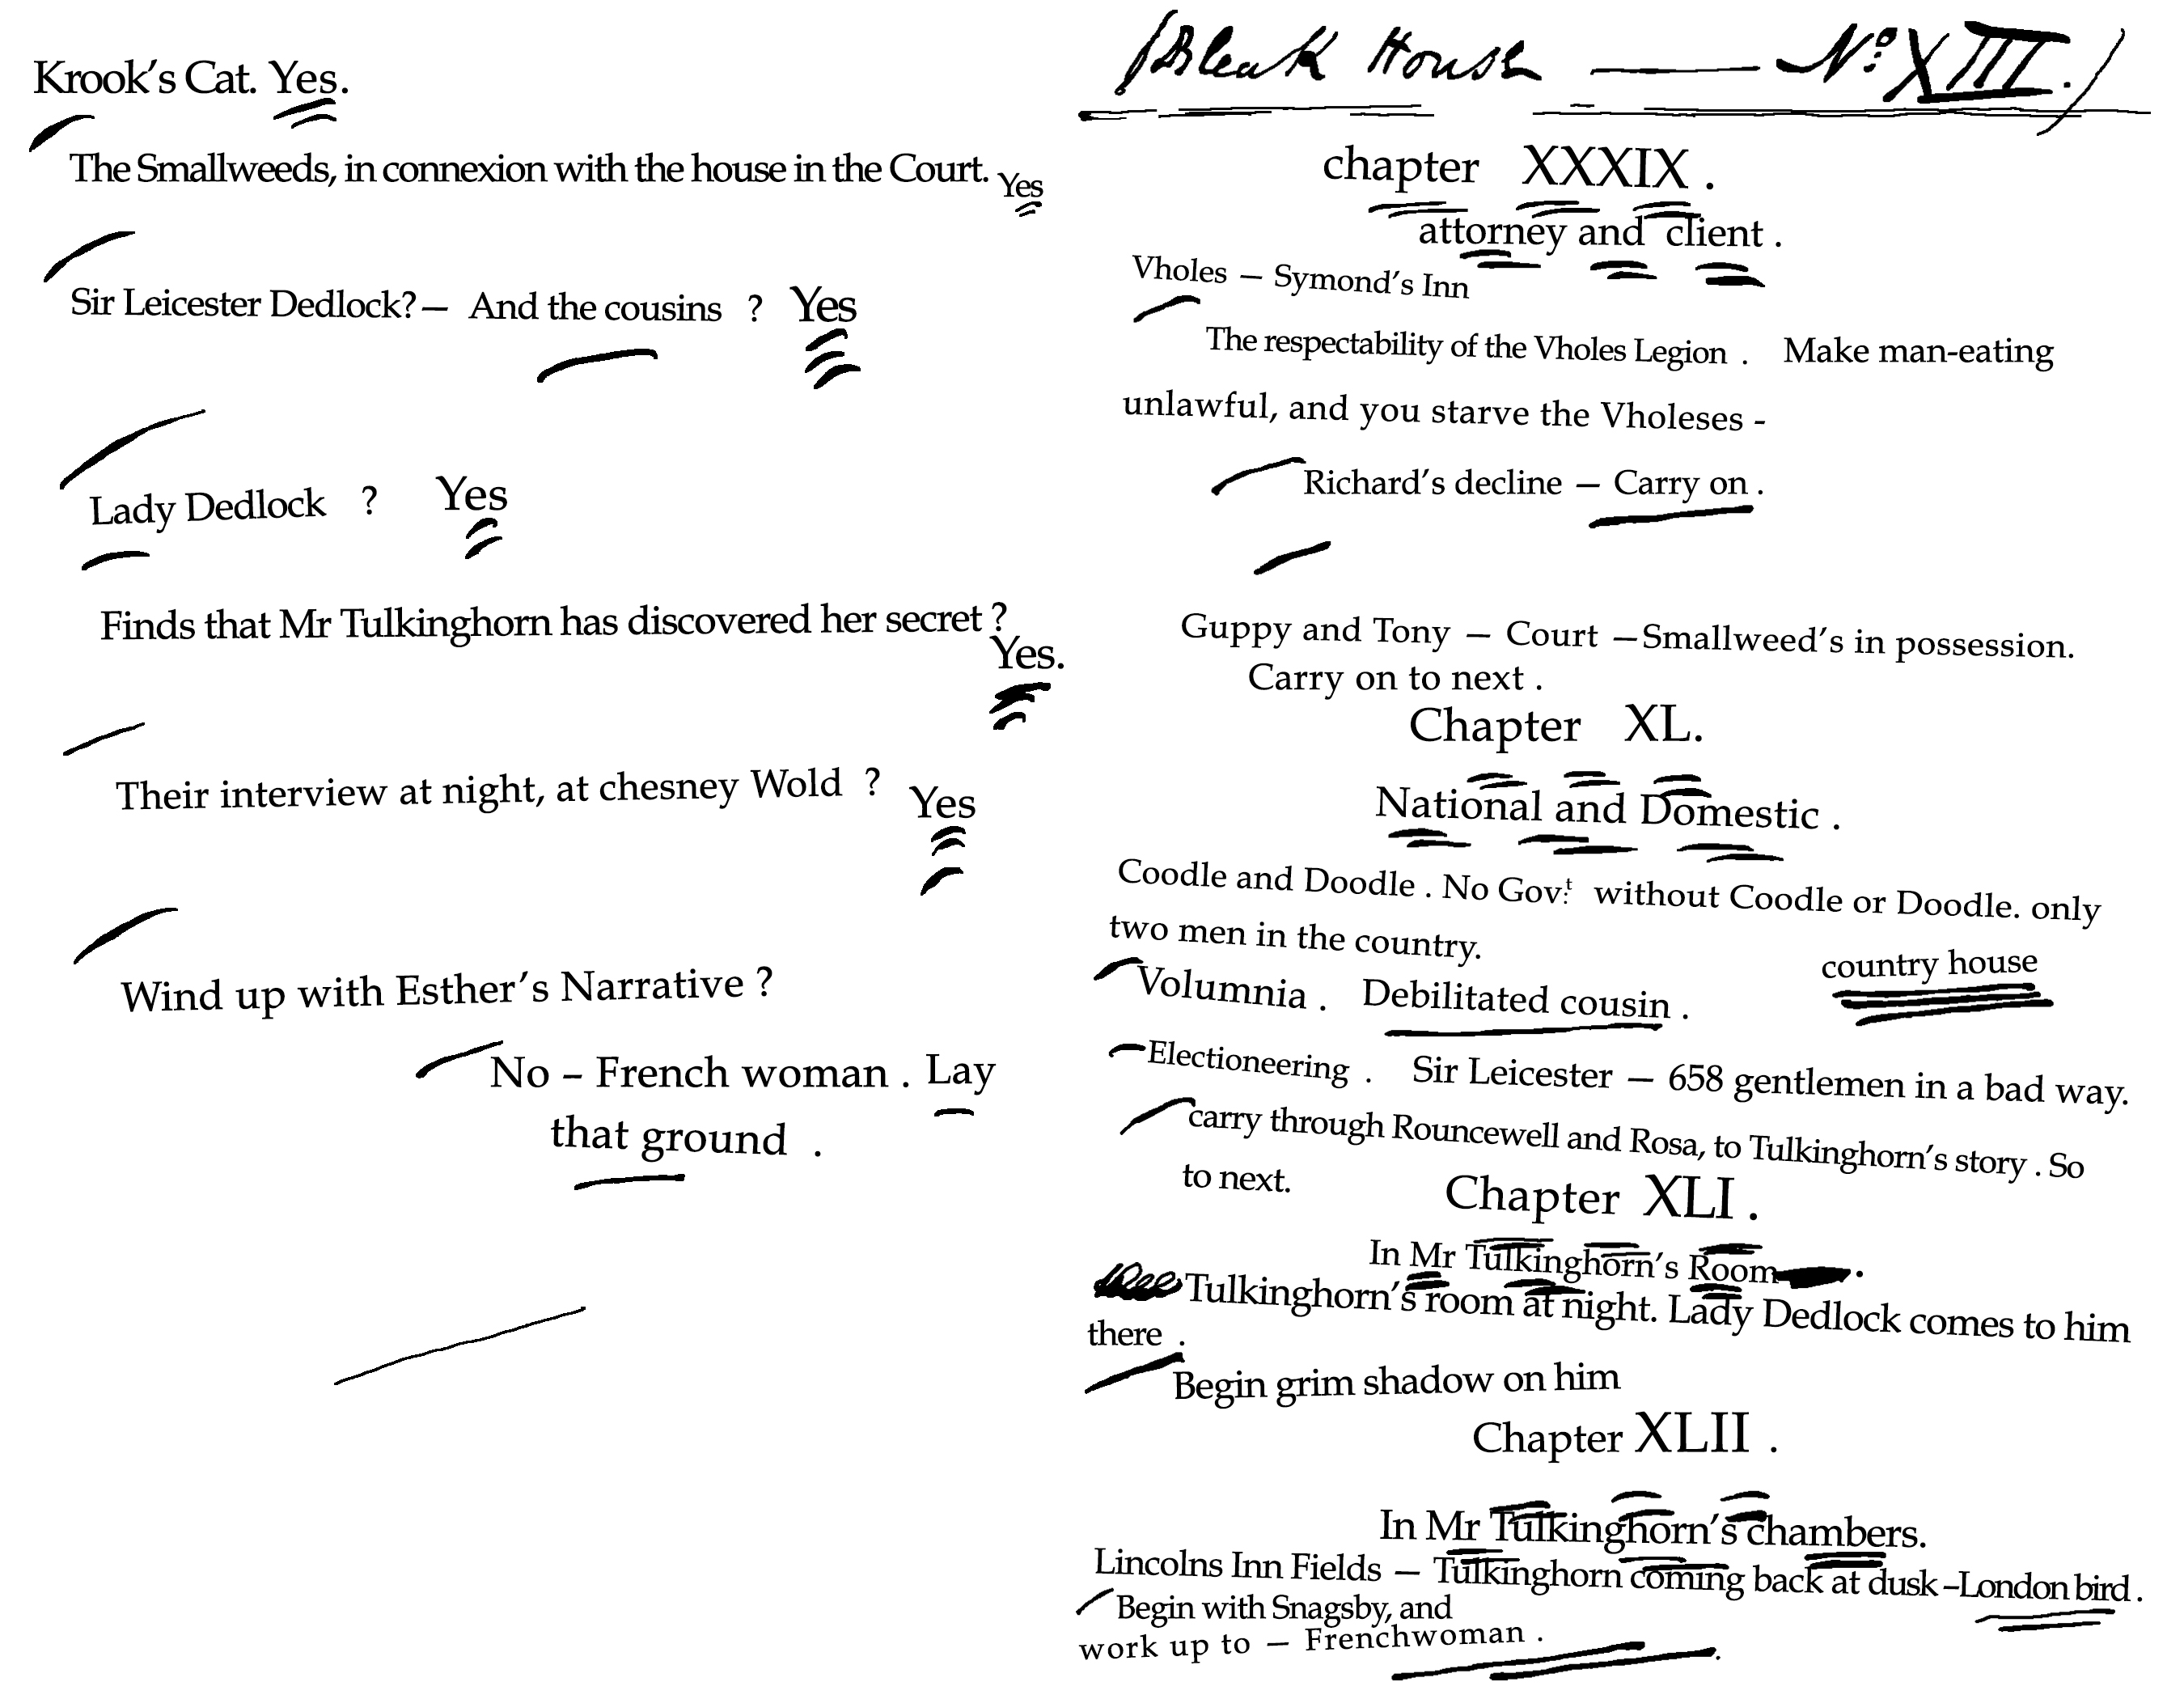 Krook's Cat. Yes.
The Smallweeds, in connexion with the house in the Court. Yes
Sir Leicester Dedlock?— And the cousins ? Yes
Lady Dedlock ? Yes
Finds that Mr Tulkinghorn has discovered her secret ?
Yes.
Their interview at night, at chesney Wold ? Yes
Wind up with Esther's Narrative ?
No – French woman . Lay
that ground .
(Bleak House — No. XIII.)
chapter XXXIX .
attorney and client .
Vholes — Symond's Inn
The respectability of the Vholes Legion . Make man-eating
unlawful, and you starve the Vholeses -
Richard's decline — Carry on .
Guppy and Tony — Court —Smallweed's in possession.
Carry on to next .
Chapter XL.
National and Domestic .
Coodle and Doodle . No Gov:t without Coodle or Doodle. only
two men in the country.
country house
Volumnia . Debilitated cousin .
Electioneering . Sir Leicester — 658 gentlemen in a bad way.
carry through Rouncewell and Rosa, to Tulkinghorn's story . So
to next.
Chapter XLI .
In Mr Tulkinghorn's Room .
Tulkinghorn's room at night. Lady Dedlock comes to him
there .
Begin grim shadow on him
Chapter XLII .
In Mr Tulkinghorn's chambers.
Lincolns Inn Fields — Tulkinghorn coming back at dusk –London bird .
Begin with Snagsby, and
work up to — Frenchwoman .